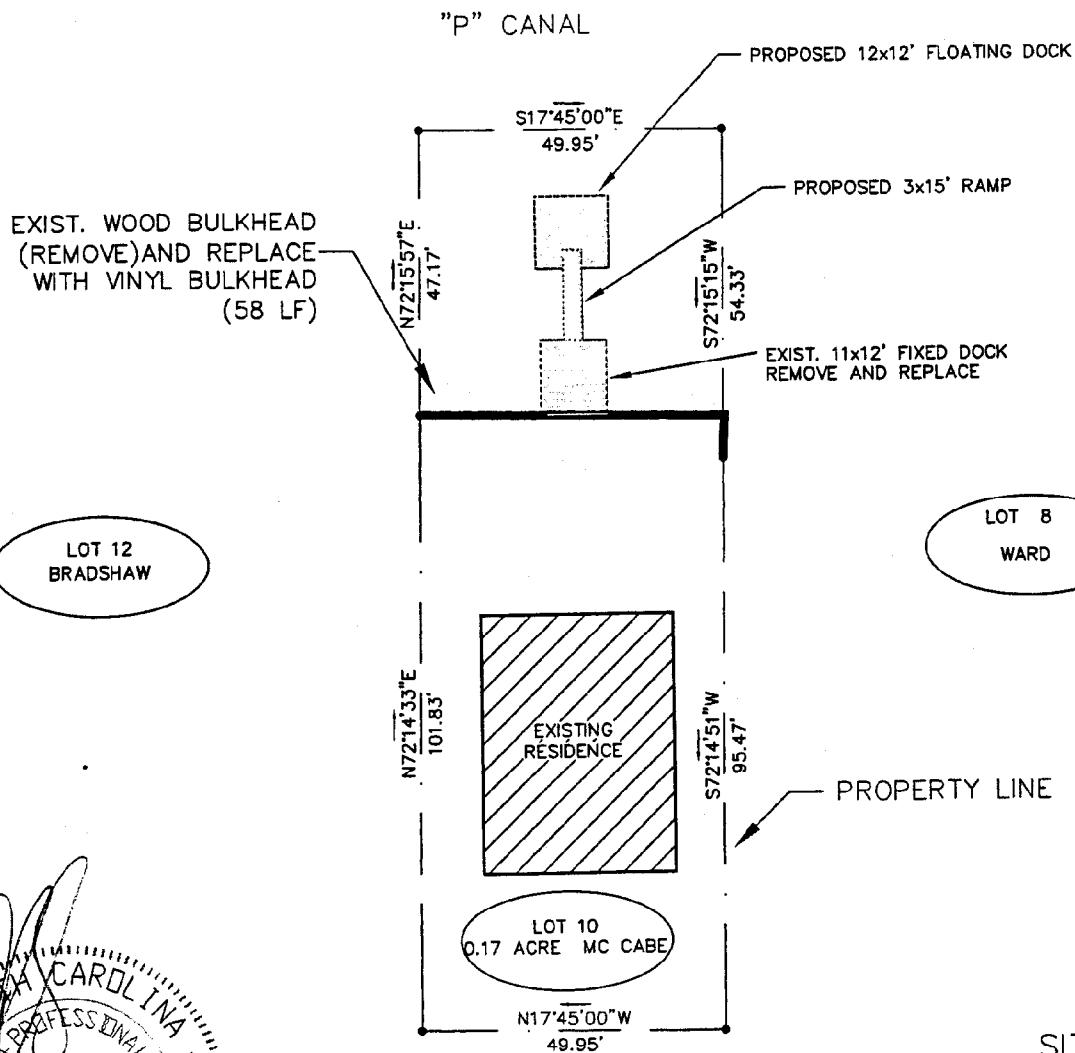 "P" CANAL
PROPOSED 12x12' FLOATING DOCK
S17°45'00"E
49.95'
PROPOSED 3x15' RAMP
EXIST. WOOD BULKHEAD
(REMOVE)AND REPLACE
WITH VINYL BULKHEAD
(58 LF)
N72°15'57"E
47.17'
S72°15'15"W
54.33'
EXIST. 11x12' FIXED DOCK
REMOVE AND REPLACE
LOT 12
BRADSHAW
LOT 8
WARD
N72°14'33"E
101.83'
EXISTING
RESIDENCE
S72°14'51"W
95.47'
PROPERTY LINE
LOT 10
0.17 ACRE MC CABE
CAROLINA
N17°45'00"W
49.95'